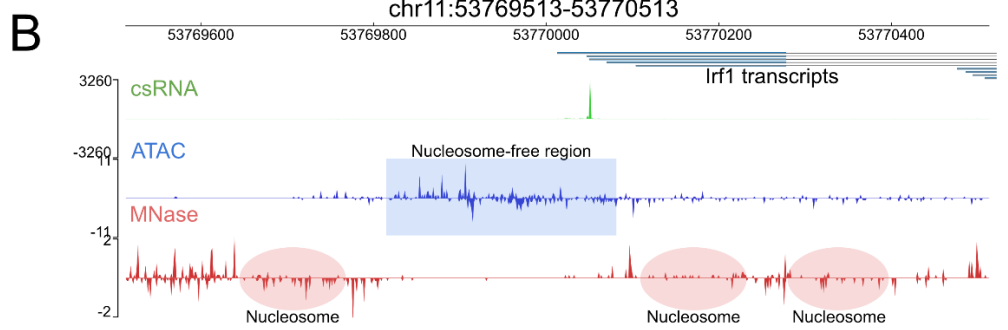 B
chr11:53769513-53770513
53769600 53769800 53770000 53770200 53770400
Irf1 transcripts
3260
csRNA
-3260
11
ATAC
Nucleosome-free region
-11
MNase
2
-2
Nucleosome Nucleosome Nucleosome